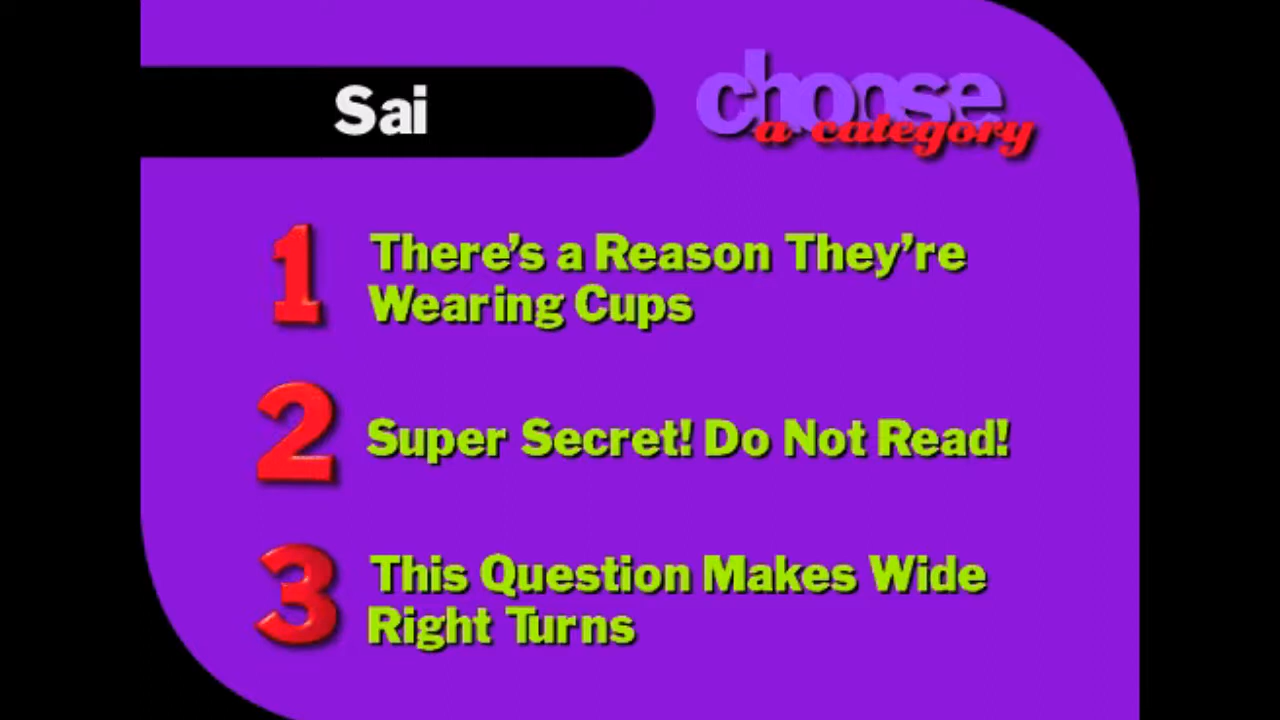 Sai
choose
a category
1
There's a Reason They're
Wearing Cups
2
Super Secret! Do Not Read!
3
This Question Makes Wide
Right Turns